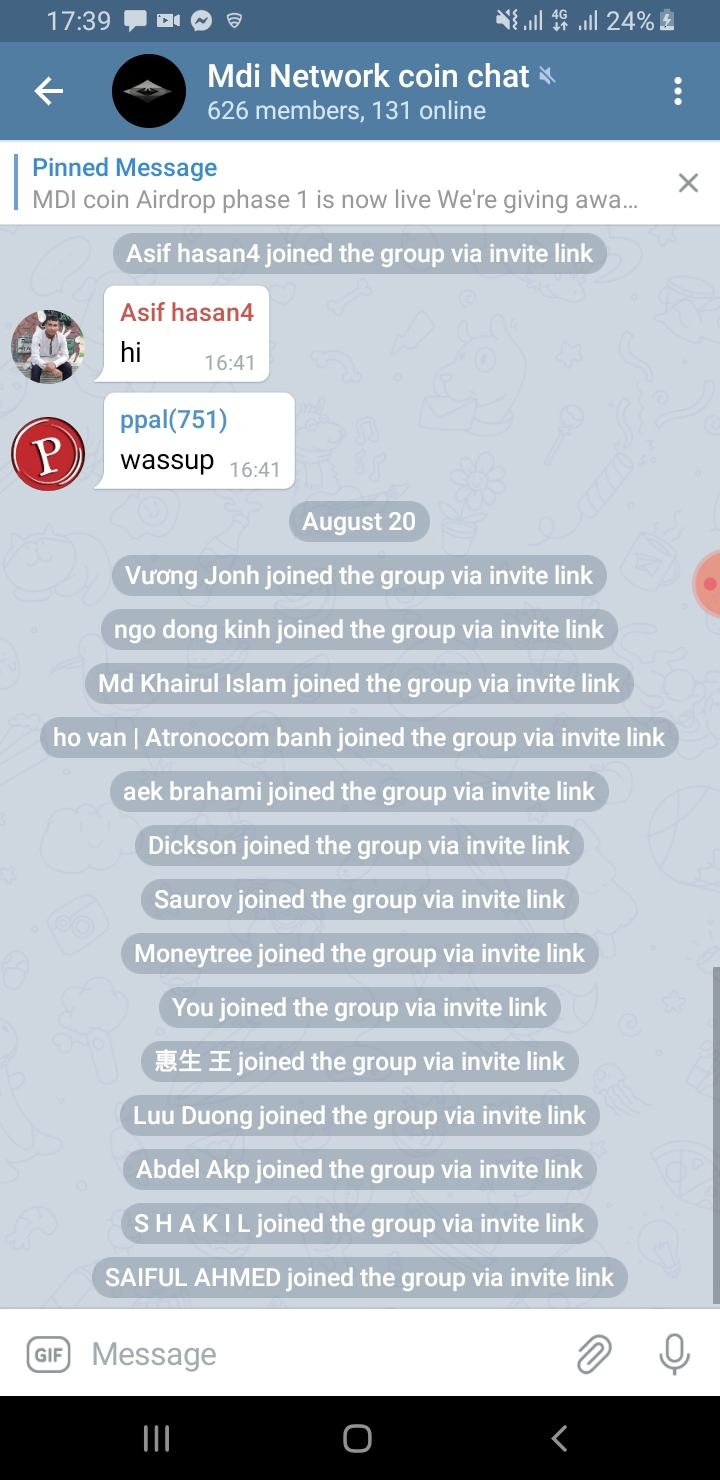 17:39
4G
24%
Mdi Network coin chat
626 members, 131 online
Pinned Message
MDI coin Airdrop phase 1 is now live We're giving awa...
Asif hasan4 joined the group via invite link
Asif hasan4
hi
16:41
P
ppal(751)
wassup
16:41
August 20
Vương Jonh joined the group via invite link
ngo dong kinh joined the group via invite link
Md Khairul Islam joined the group via invite link
ho van | Atronocom banh joined the group via invite link
aek brahami joined the group via invite link
Dickson joined the group via invite link
Saurov joined the group via invite link
Moneytree joined the group via invite link
You joined the group via invite link
惠生 王 joined the group via invite link
Luu Duong joined the group via invite link
Abdel Akp joined the group via invite link
S H A K I L joined the group via invite link
SAIFUL AHMED joined the group via invite link
GIF
Message